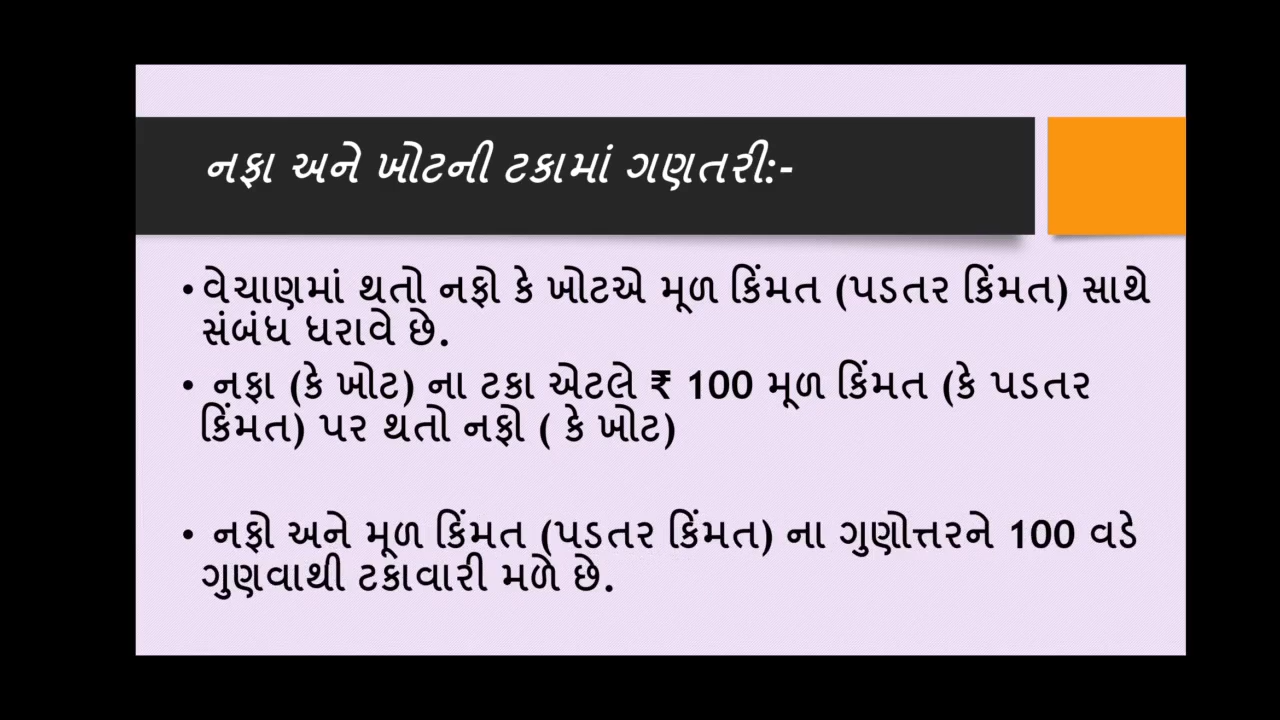 નફા અને ખોટની ટકામાં ગણતરી:-
•વેચાણમાં થતો નફો કે ખોટએ મૂળ કિંમત (પડતર કિંમત) સાથે
સંબંધ ધરાવે છે.
• નફા (કે ખોટ) ના ટકા એટલે ₹ 100 મૂળ કિંમત (કે પડતર
કિંમત) પર થતો નફો ( કે ખોટ)
• નફો અને મૂળ કિંમત (પડતર કિંમત) ના ગુણોત્તરને 100 વડે
ગુણવાથી ટકાવારી મળે છે.